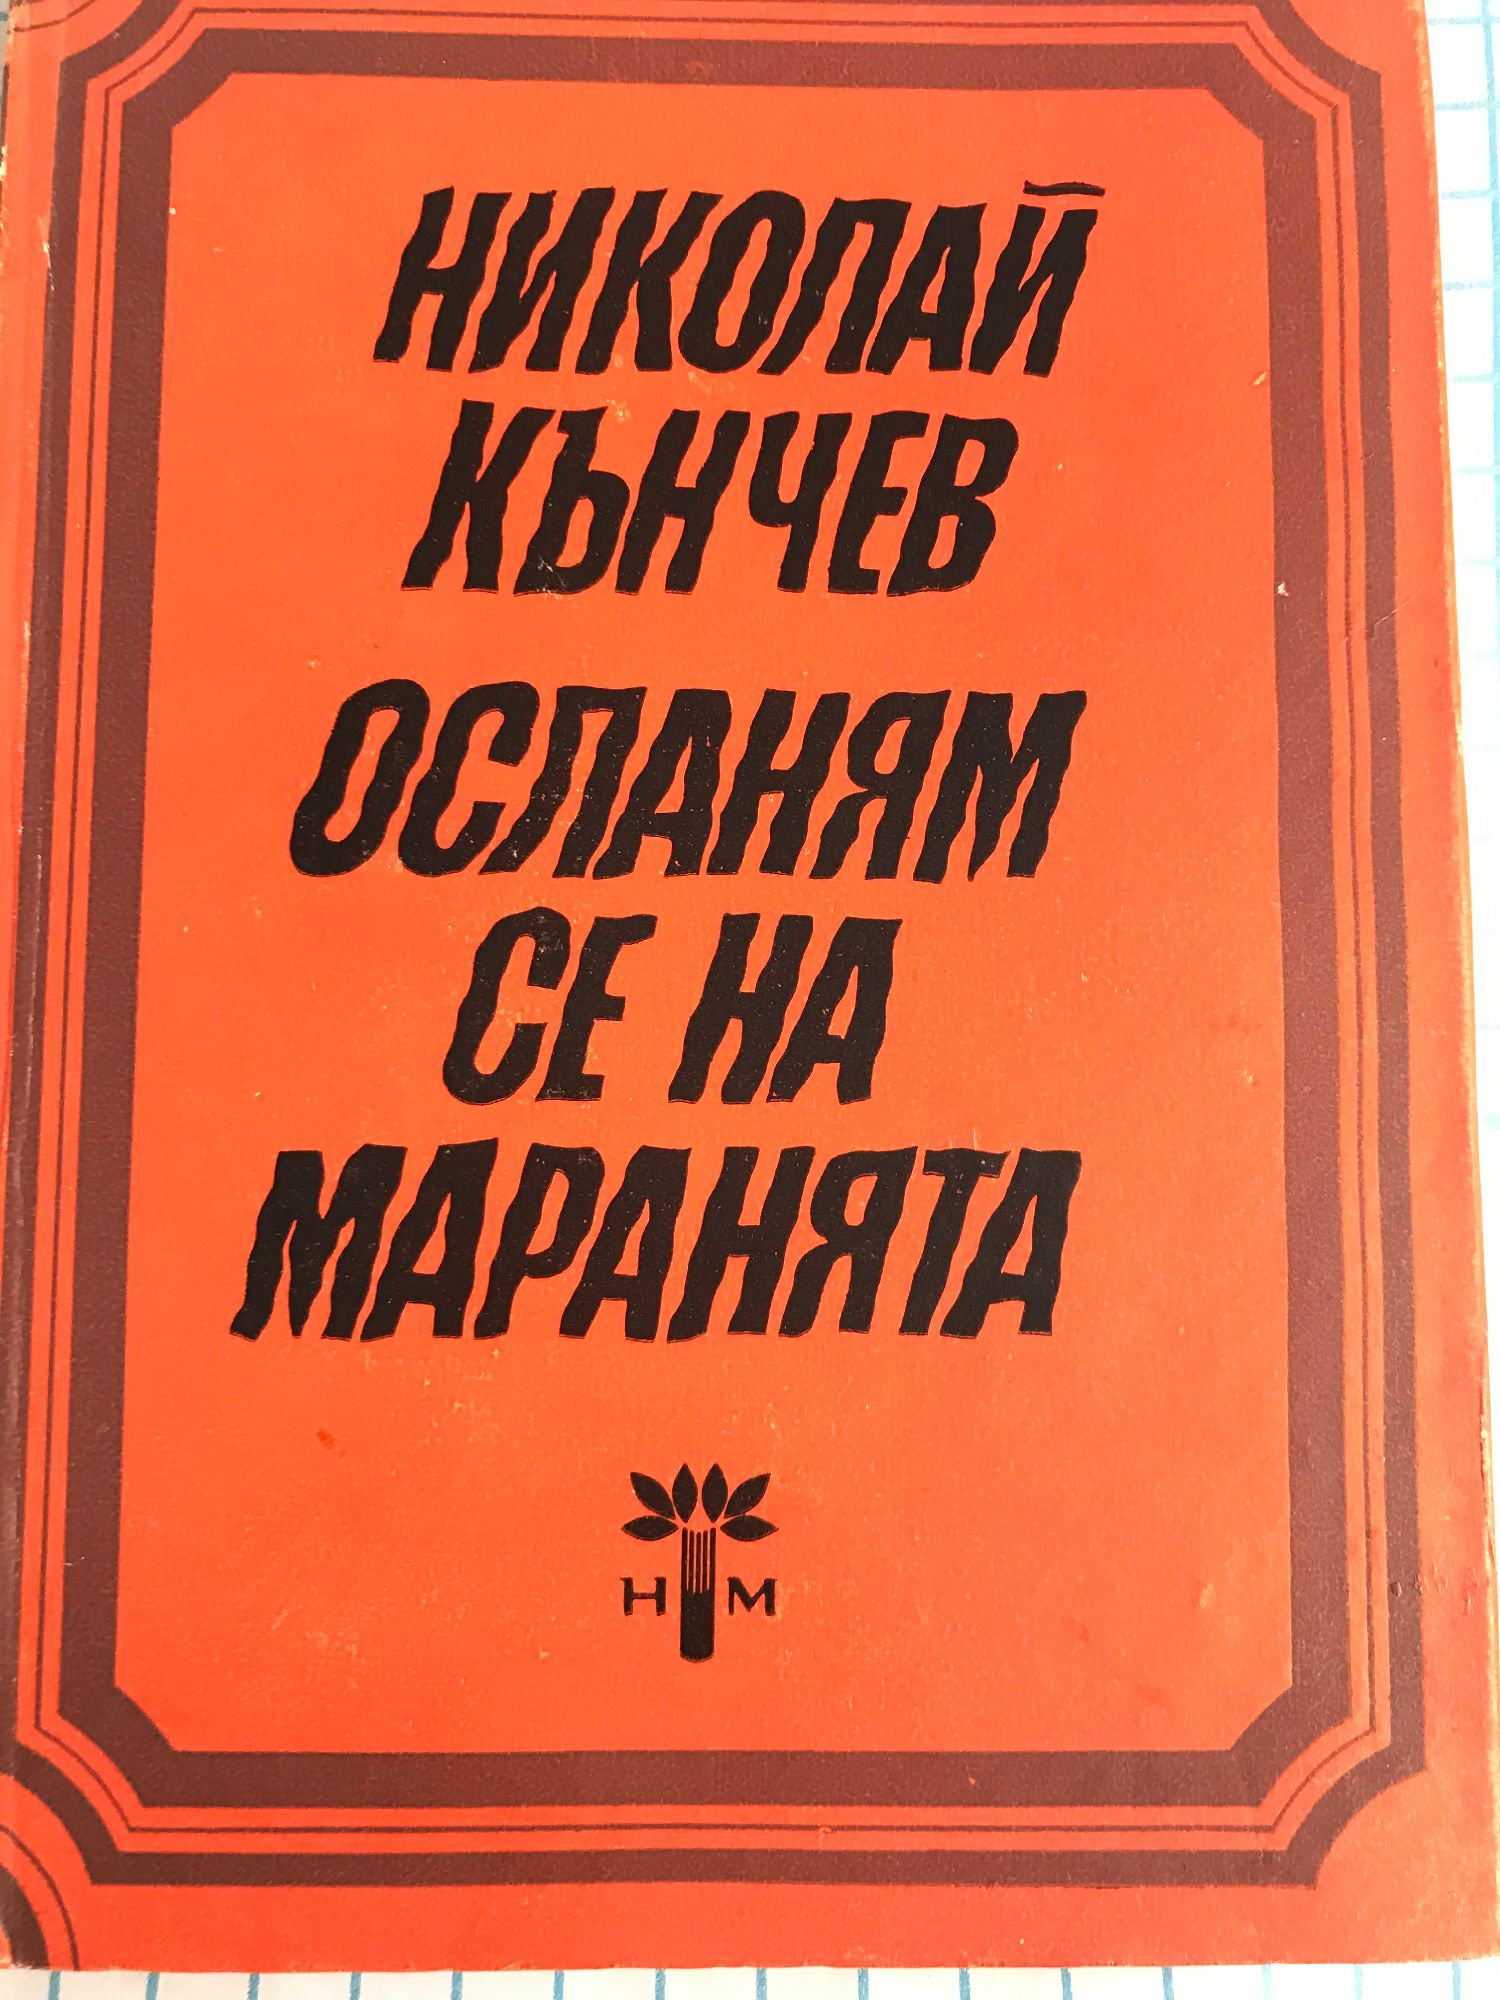 НИКОЛАЙ
КЪНЧЕВ
ОСЛАНЯМ
СЕ НА
МАРАНЯТА
Н М